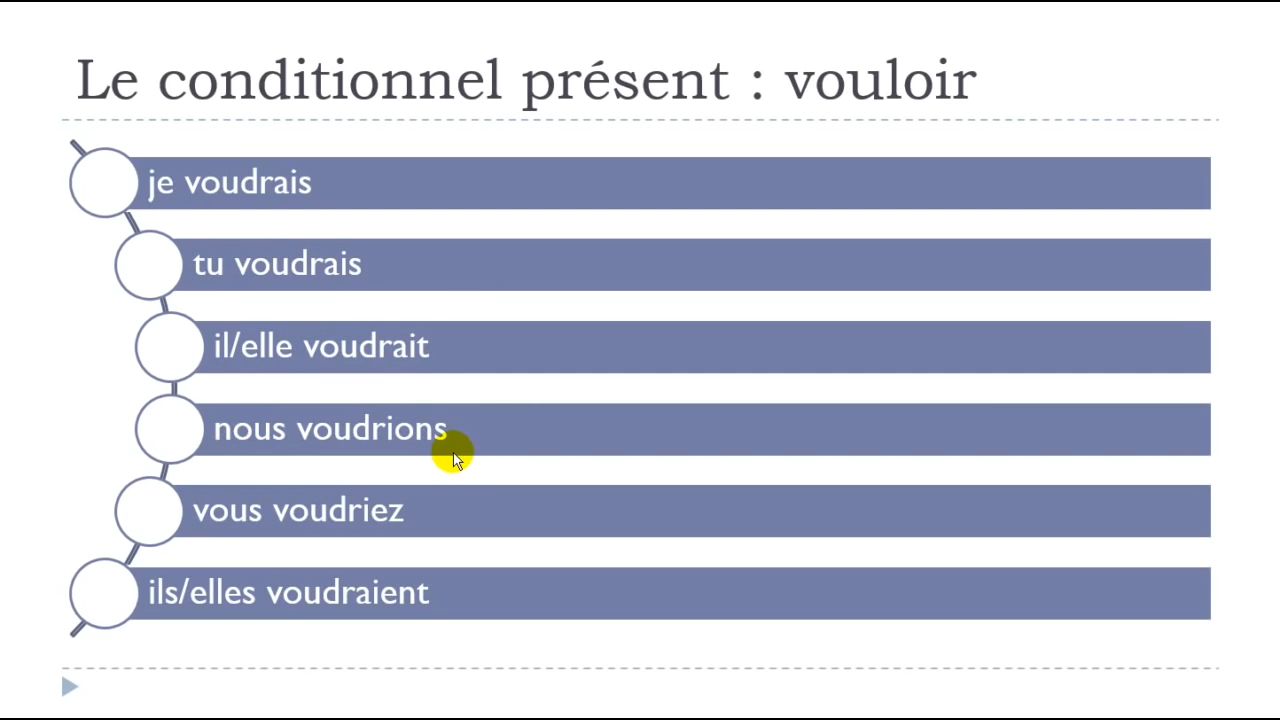 Le conditionnel présent : vouloir
je voudrais
tu voudrais
il/elle voudrait
nous voudrions
vous voudriez
ils/elles voudraient